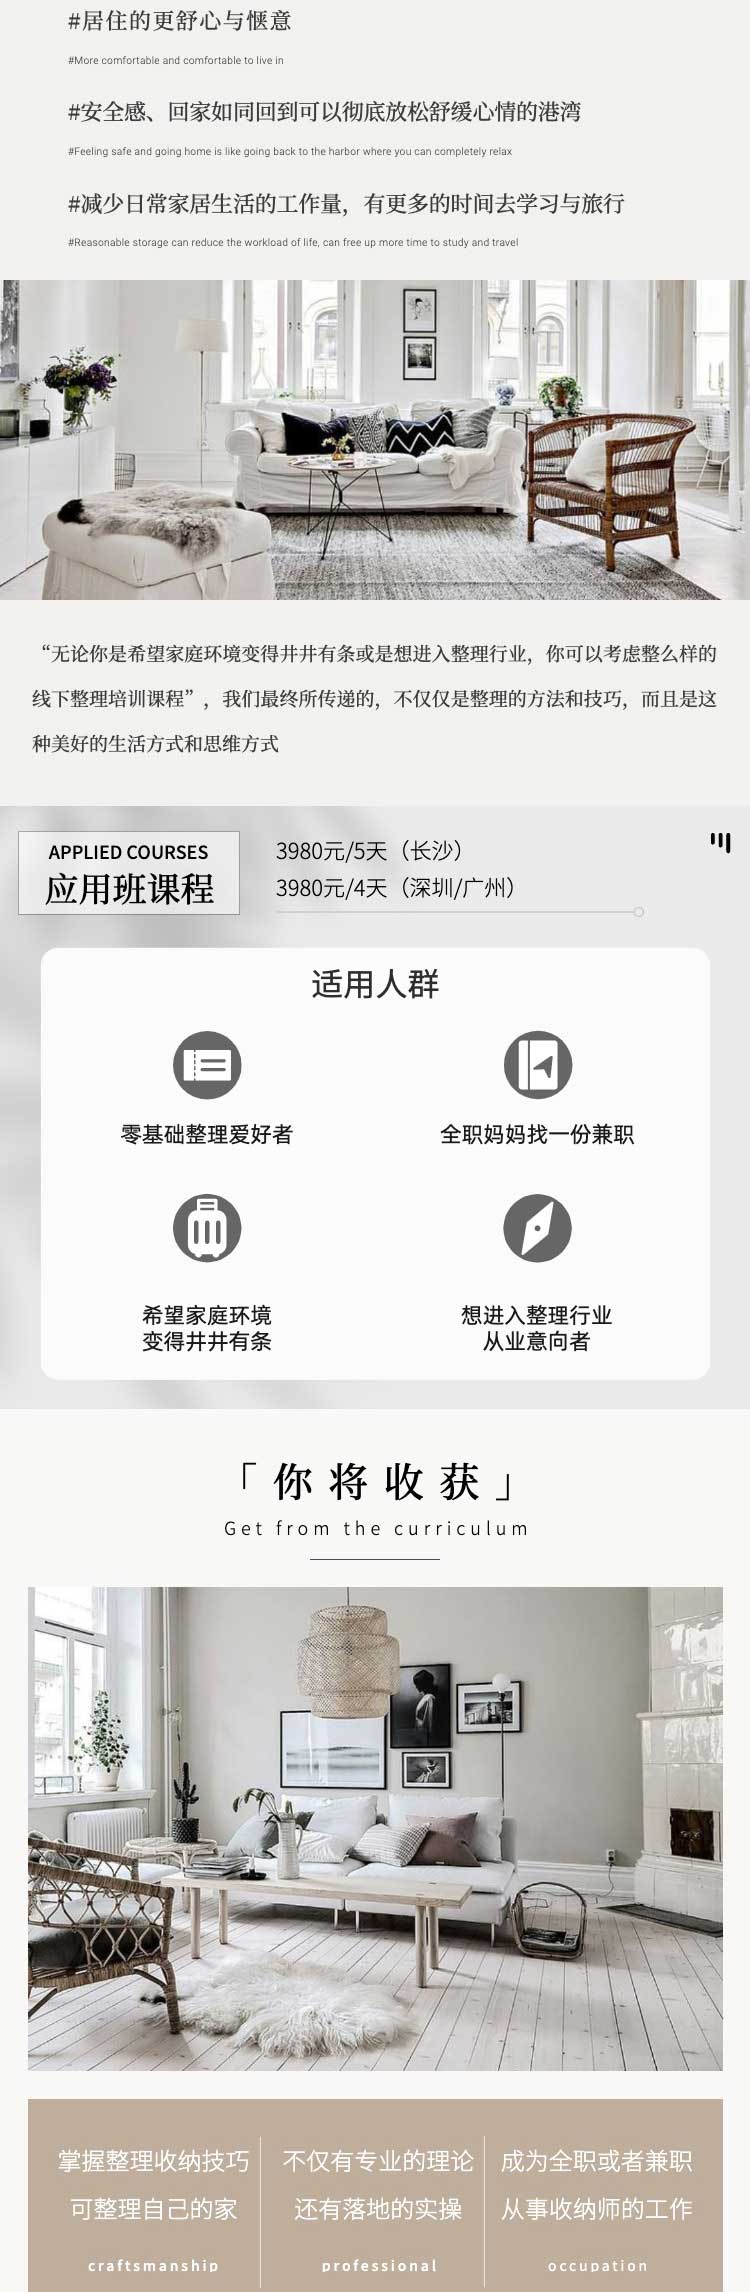 #居住的更舒心与惬意
#More comfortable and comfortable to live in
#安全感、回家如同回到可以彻底放松舒缓心情的港湾
#Feeling safe and going home is like going back to the harbor where you can completely relax
#减少日常家居生活的工作量，有更多的时间去学习与旅行
#Reasonable storage can reduce the workload of life, can free up more time to study and travel
“无论你是希望家庭环境变得井井有条或是想进入整理行业，你可以考虑整么样的
线下整理培训课程”，我们最终所传递的，不仅仅是整理的方法和技巧，而且是这
种美好的生活方式和思维方式
APPLIED COURSES
应用班课程
3980元/5天（长沙）
3980元/4天（深圳/广州）
适用人群
零基础整理爱好者
全职妈妈找一份兼职
希望家庭环境
变得井井有条
想进入整理行业
从业意向者
「你将收获」
Get from the curriculum
掌握整理收纳技巧
可整理自己的家
craftsmanship
不仅有专业的理论
还有落地的实操
professional
成为全职或者兼职
从事收纳师的工作
occupation